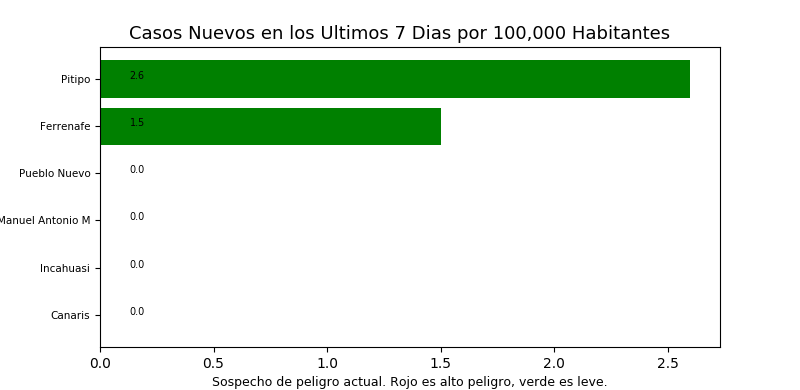 Casos Nuevos en los Ultimos 7 Dias por 100,000 Habitantes
Pitipo 2.6
Ferrenafe 1.5
Pueblo Nuevo 0.0
Manuel Antonio M 0.0
Incahuasi 0.0
Canaris 0.0
0.0 0.5 1.0 1.5 2.0 2.5
Sospecho de peligro actual. Rojo es alto peligro, verde es leve.